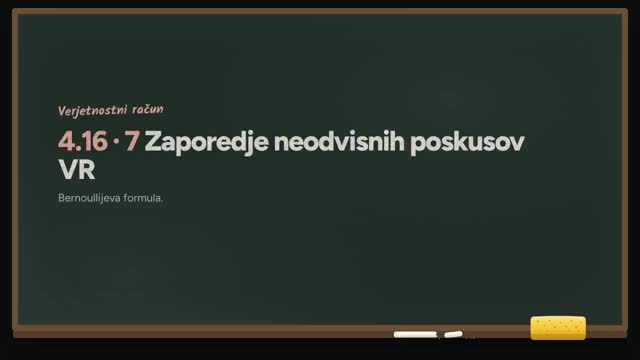 Verjetnostni račun
4.16 · 7 Zaporedje neodvisnih poskusov
VR
Bernoullijeva formula.